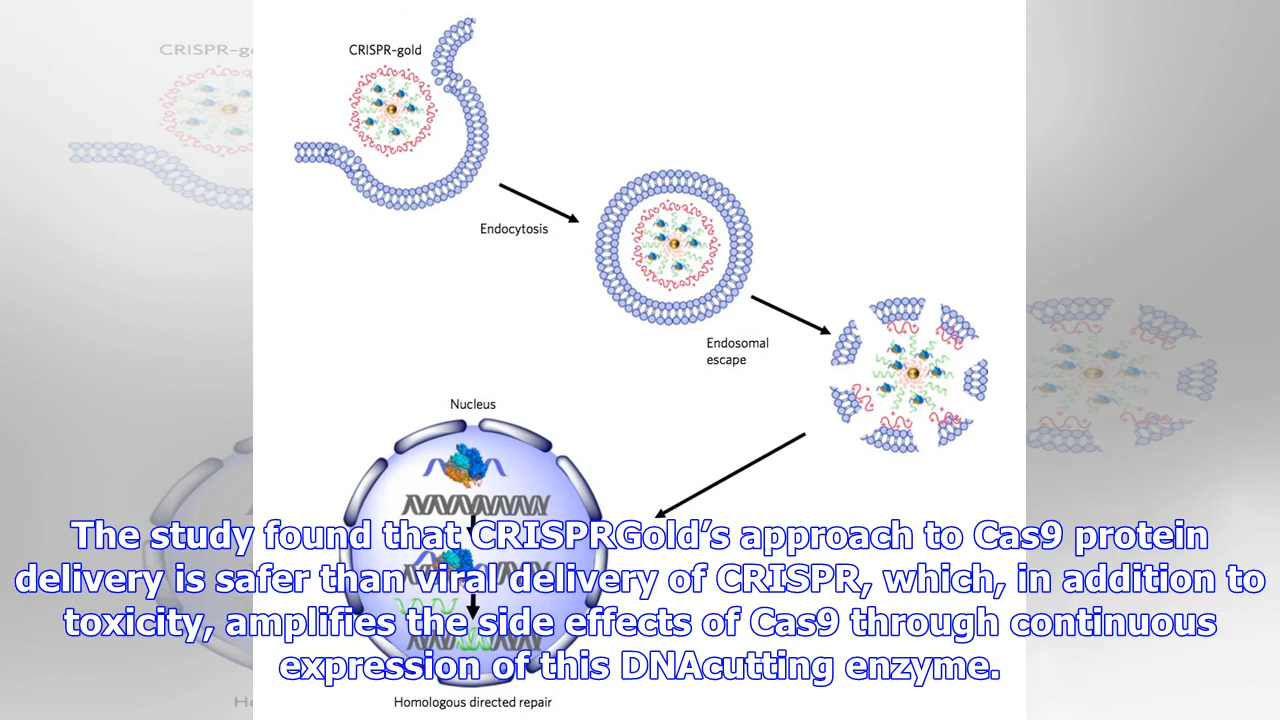 CRISPR-gold
CRISPR-g
Endocytosis
Endosomal
escape
Nucleus
The study found that CRISPRGold’s approach to Cas9 protein
delivery is safer than viral delivery of CRISPR, which, in addition to
toxicity, amplifies the side effects of Cas9 through continuous
expression of this DNAcutting enzyme.
Homologous directed repair